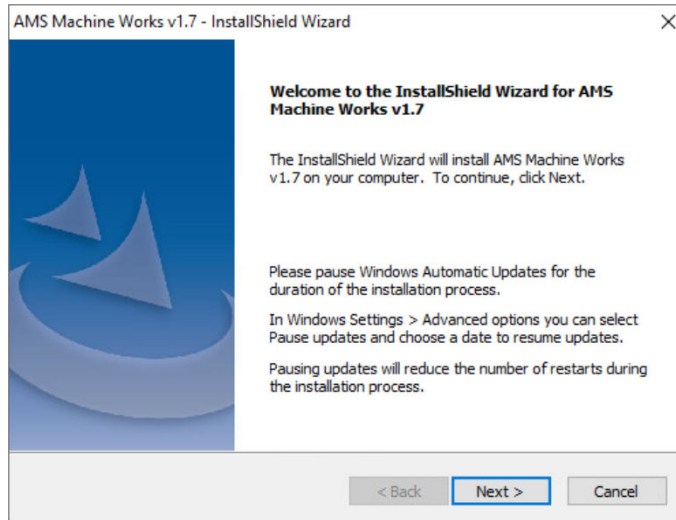 AMS Machine Works v1.7 - InstallShield Wizard
Welcome to the InstallShield Wizard for AMS
Machine Works v1.7
The InstallShield Wizard will install AMS Machine Works
v1.7 on your computer. To continue, click Next.
Please pause Windows Automatic Updates for the
duration of the installation process.
In Windows Settings > Advanced options you can select
Pause updates and choose a date to resume updates.
Pausing updates will reduce the number of restarts during
the installation process.
< Back Next > Cancel